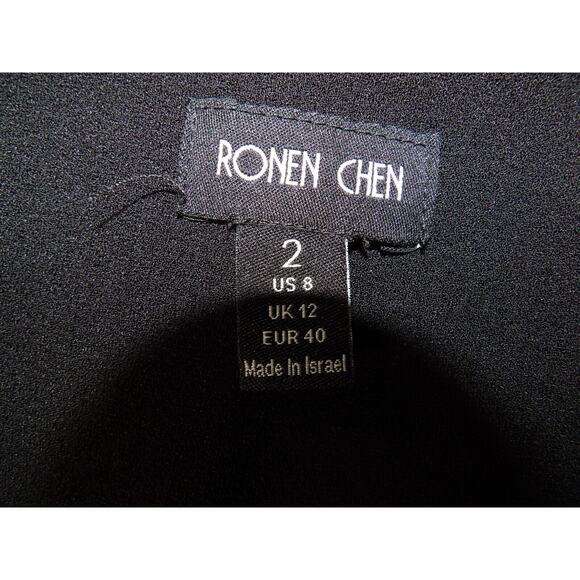 RONEN CHEN
2
US 8
UK 12
EUR 40
Made In Israel